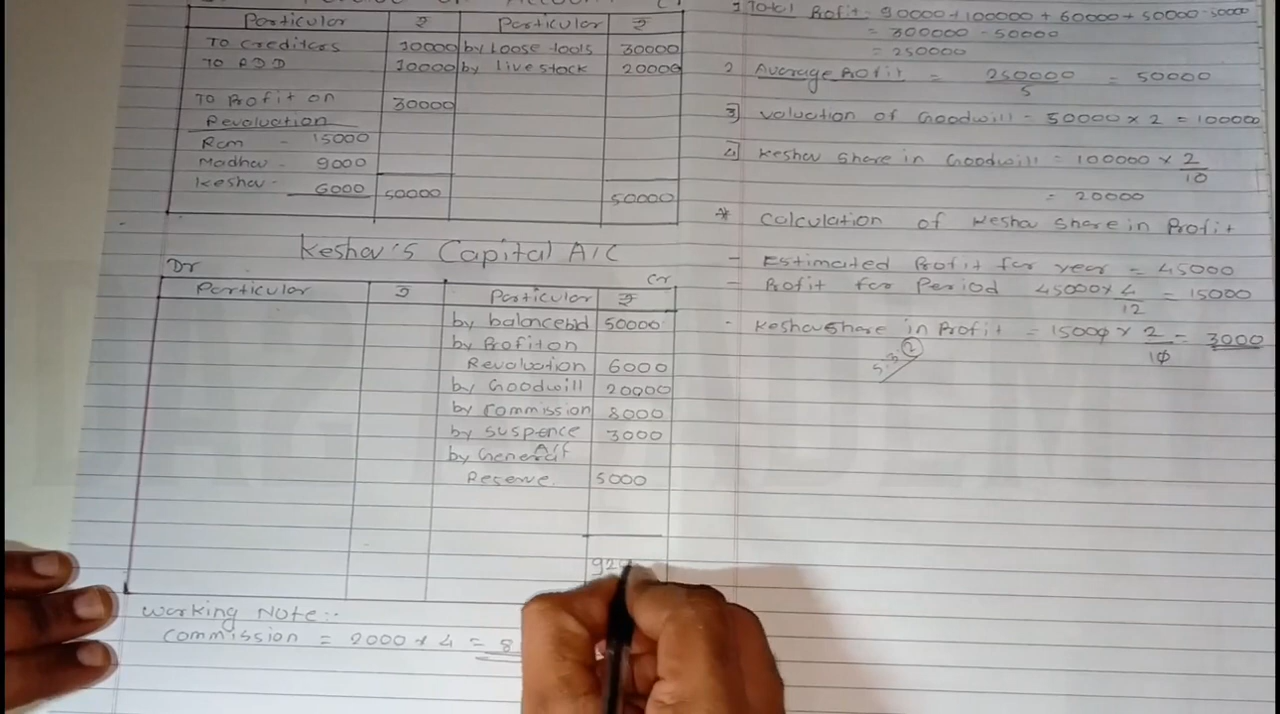 Particular ₹ Particular ₹
To Creditors 10000 by loose tools 30000
To RDD 10000 by live stock 20000
To Profit on 30000
Revaluation
Ram - 15000
Madhav - 9000
Keshav - 6000 50000 50000
Keshav's Capital A/C
Dr Cr
Particular ₹ Particular ₹
by balance b/d 50000
by Profit on
Revaluation 6000
by Goodwill 20000
by commission 8000
by suspence 3000
A/c
by General
Reserve 5000
Working Note:-
Commission = 2000 × 4 = 8
Total Profit = 90000 + 100000 + 60000 + 50000 - 50000
= 300000 - 50000
= 250000
2 Average Profit = 250000 / 5 = 50000
3] valuation of Goodwill = 50000 × 2 = 100000
4] Keshav share in Goodwill = 100000 × 2/10
= 20000
* Calculation of Keshav share in Profit
- Estimated Profit for year = 45000
- Profit for Period 45000 × 4/12 = 15000
- Keshav share in Profit = 15000 × 2/10 = 3000
5:3:2